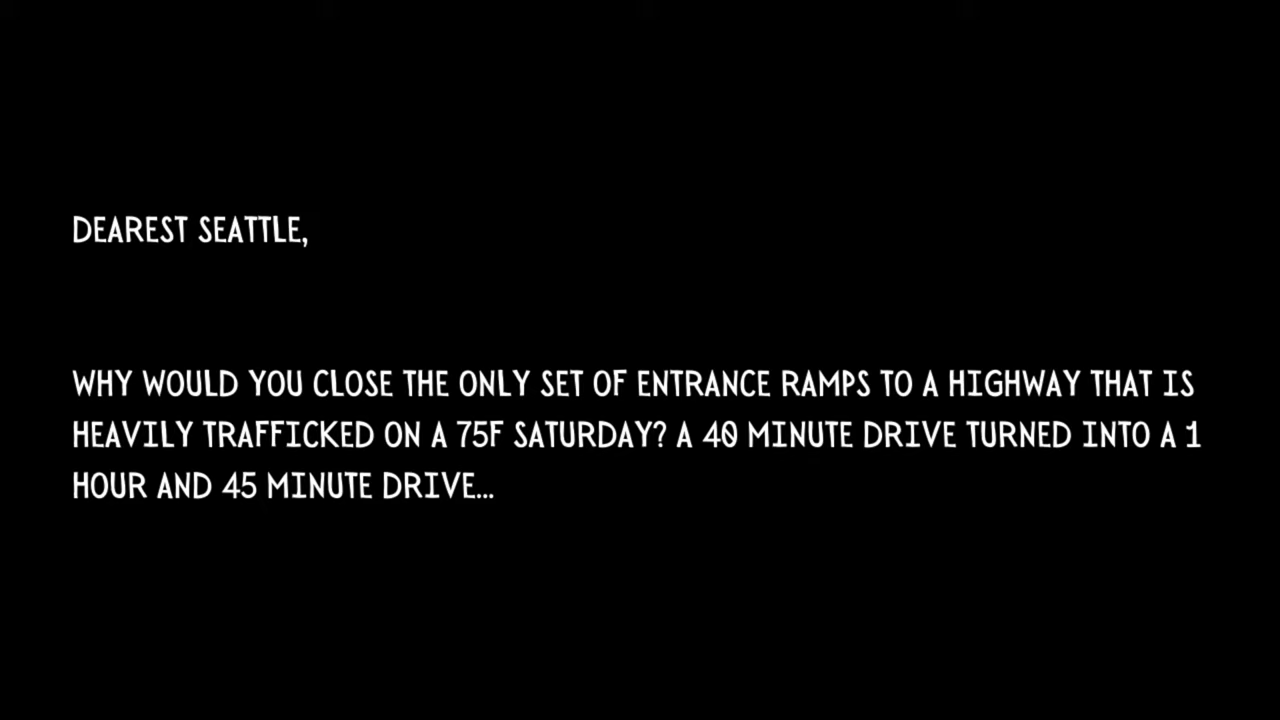 DEAREST SEATTLE,
WHY WOULD YOU CLOSE THE ONLY SET OF ENTRANCE RAMPS TO A HIGHWAY THAT IS
HEAVILY TRAFFICKED ON A 75F SATURDAY? A 40 MINUTE DRIVE TURNED INTO A 1
HOUR AND 45 MINUTE DRIVE...